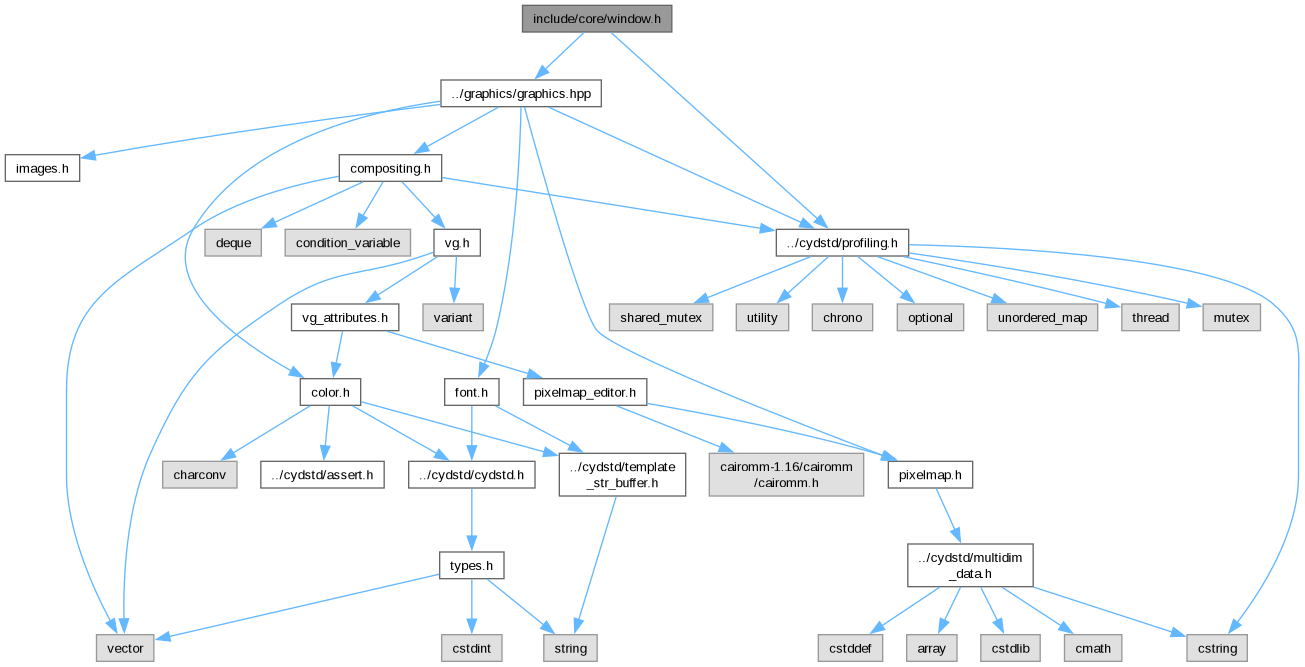 include/core/window.h
../graphics/graphics.hpp
images.h
compositing.h
deque
condition_variable
vg.h
../cydstd/profiling.h
vg_attributes.h
variant
shared_mutex
utility
chrono
optional
unordered_map
thread
mutex
color.h
font.h
pixelmap_editor.h
charconv
../cydstd/assert.h
../cydstd/cydstd.h
../cydstd/template
_str_buffer.h
cairomm-1.16/cairomm
/cairomm.h
pixelmap.h
types.h
../cydstd/multidim
_data.h
vector
cstdint
string
cstddef
array
cstdlib
cmath
cstring